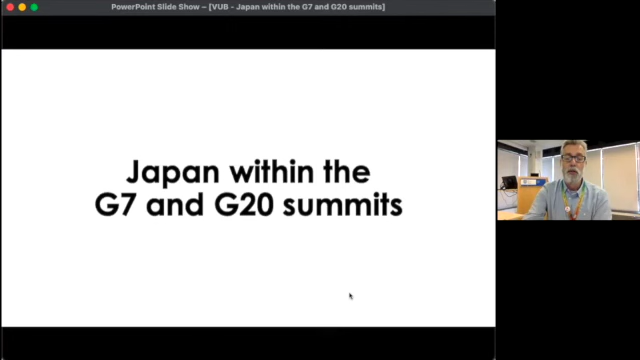 PowerPoint Slide Show – [VUB - Japan within the G7 and G20 summits]
Japan within the
G7 and G20 summits